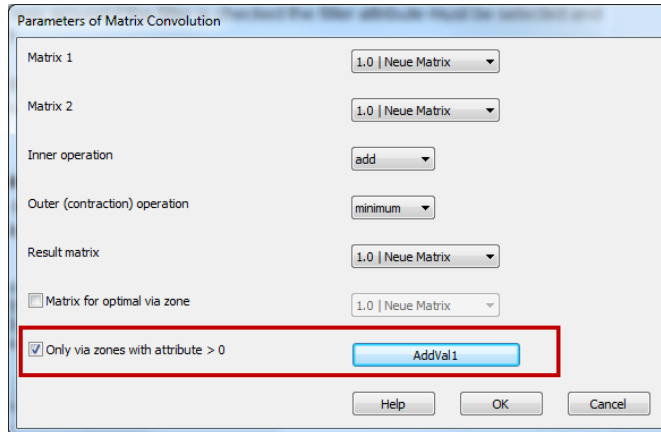 Parameters of Matrix Convolution
Matrix 1 1.0 | Neue Matrix
Matrix 2 1.0 | Neue Matrix
Inner operation add
Outer (contraction) operation minimum
Result matrix 1.0 | Neue Matrix
Matrix for optimal via zone 1.0 | Neue Matrix
Only via zones with attribute > 0 AddVal1
Help OK Cancel